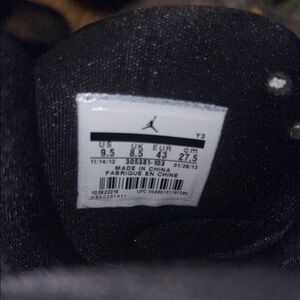 Y3
US UK EUR cm
9.5 8.5 43 27.5
11/14/12 305381-103 01/26/13
MADE IN CHINA
FABRIQUE EN CHINE